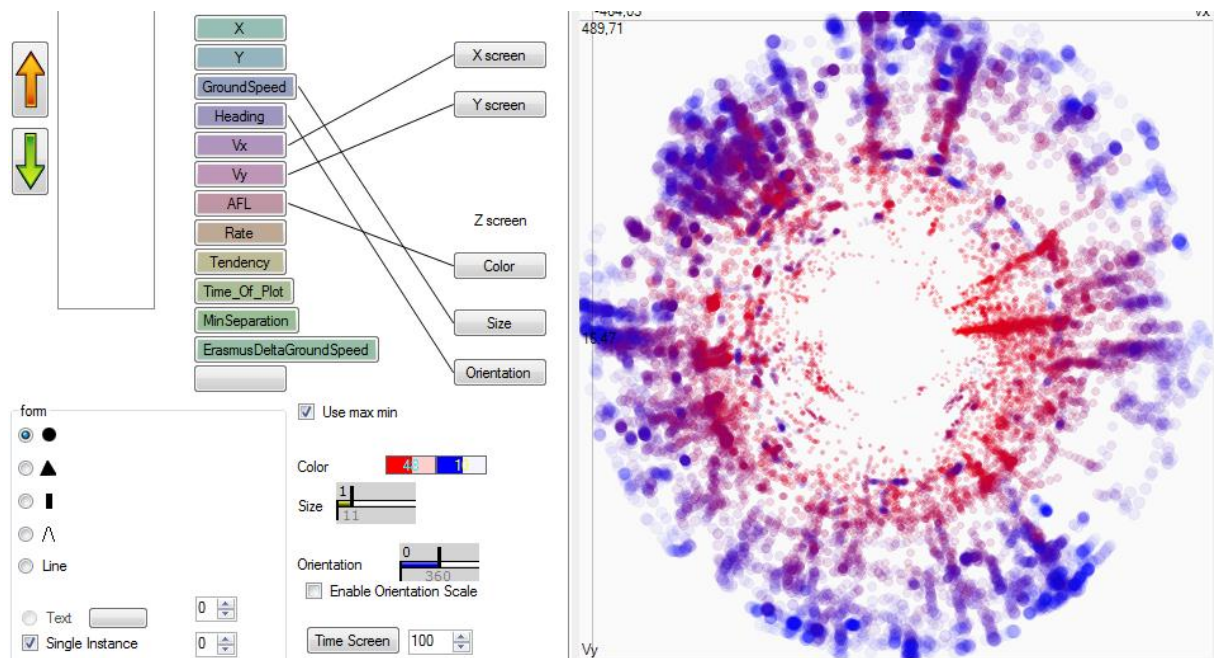 X
Y
GroundSpeed
Heading
Vx
Vy
AFL
Rate
Tendency
Time_Of_Plot
MinSeparation
ErasmusDeltaGroundSpeed
X screen
Y screen
Z screen
Color
Size
Orientation
form
Line
Text
0
Single Instance
0
Use max min
Color
Size
1
11
Orientation
0
360
Enable Orientation Scale
Time Screen
100
Vx
489,71
Vy